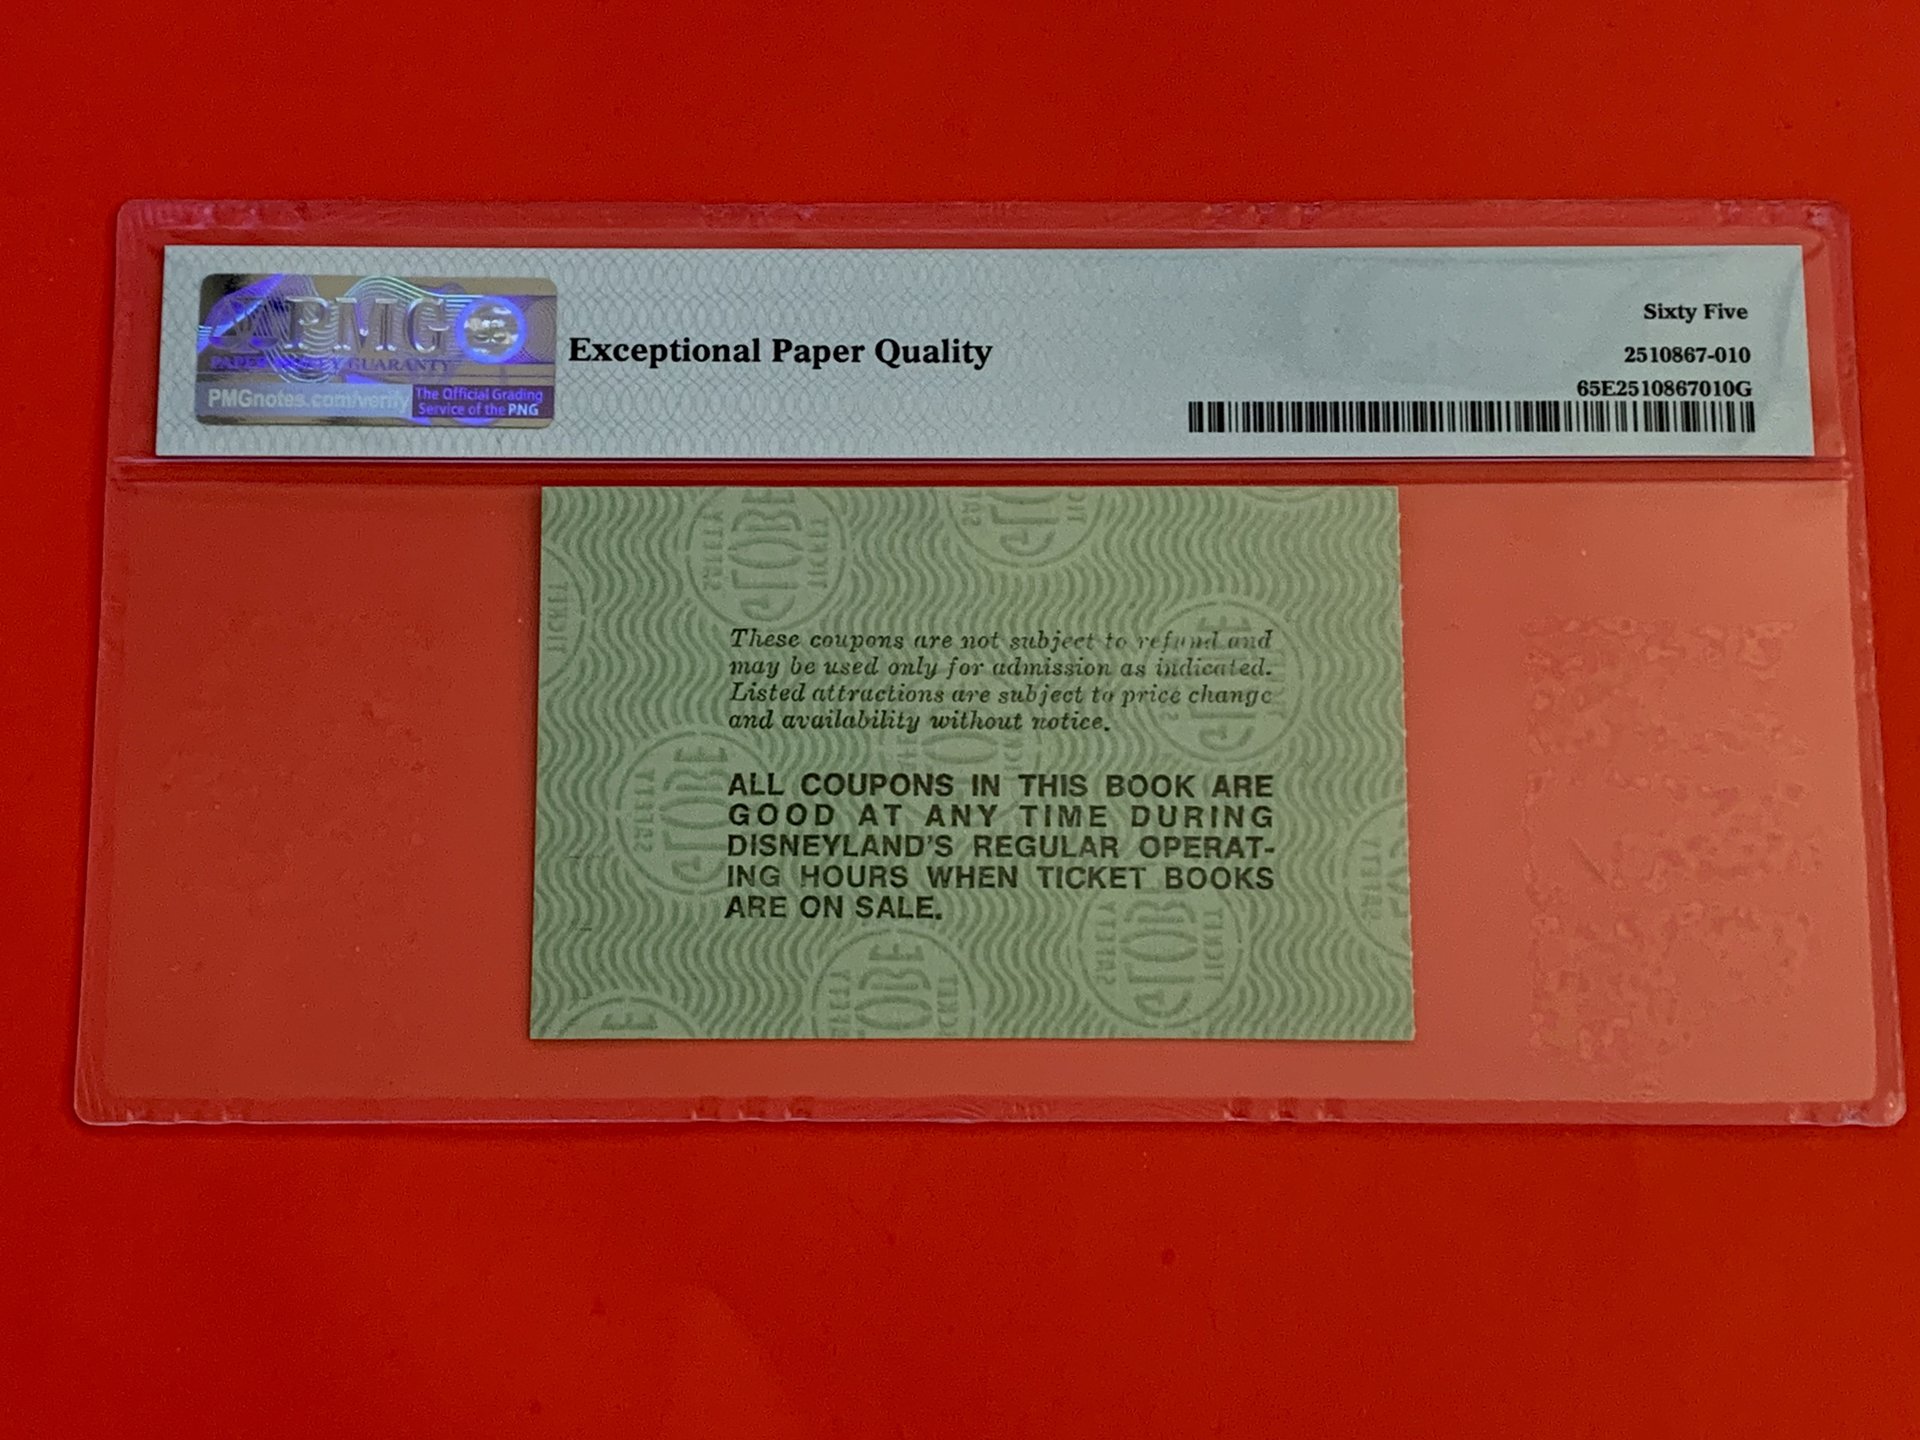 PMG
PAPER MONEY GUARANTY
PMGnotes.com/verify
The Official Grading
Service of the PNG
Exceptional Paper Quality
Sixty Five
2510867-010
65E2510867010G
SAFETY GLOBE TICKET
These coupons are not subject to refund and
may be used only for admission as indicated.
Listed attractions are subject to price change
and availability without notice.
ALL COUPONS IN THIS BOOK ARE
GOOD AT ANY TIME DURING
DISNEYLAND'S REGULAR OPERAT-
ING HOURS WHEN TICKET BOOKS
ARE ON SALE.